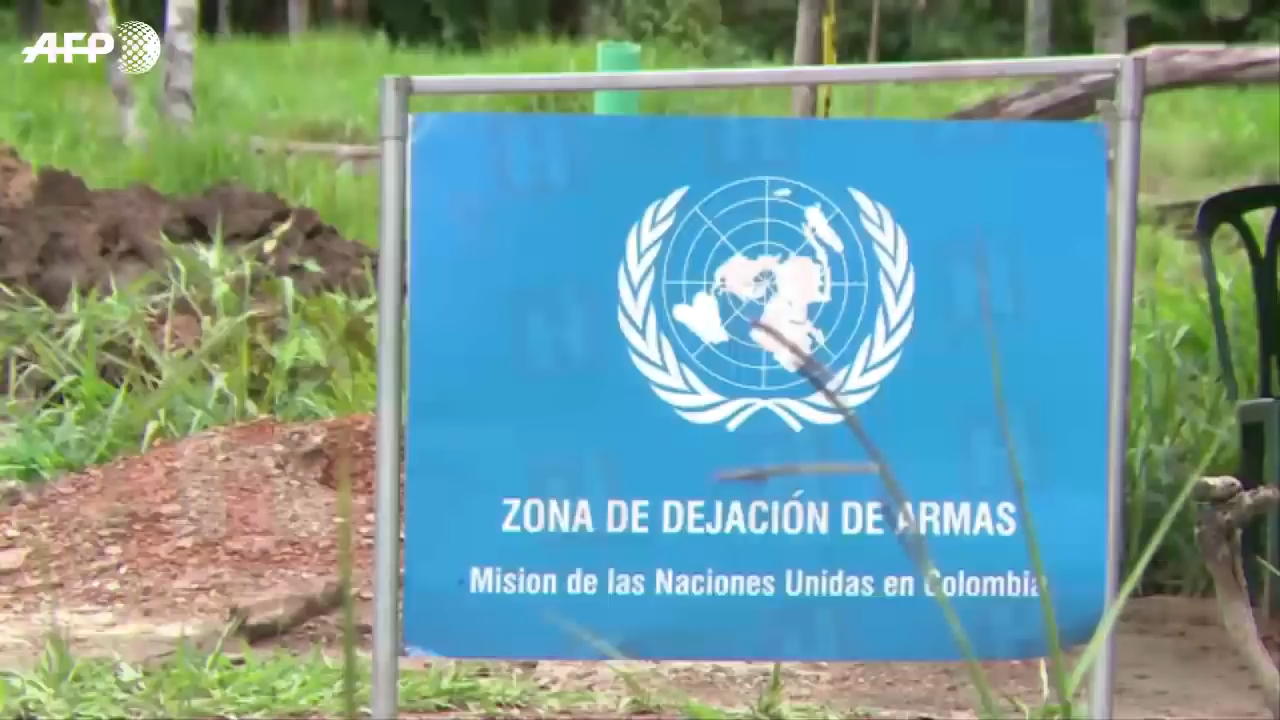 AFP
ZONA DE DEJACIÓN DE ARMAS
Mision de las Naciones Unidas en Colombia